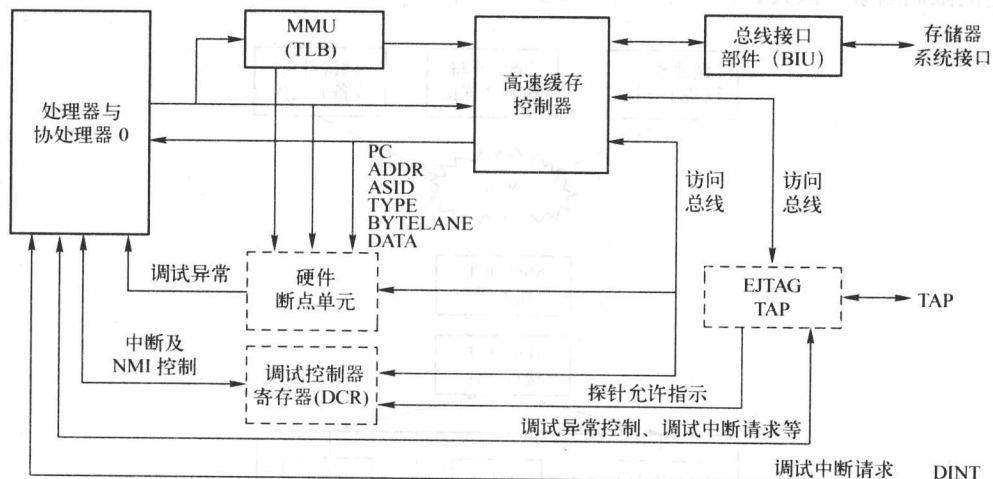 MMU
(TLB)
总线接口
部件（BIU）
存储器
系统接口
高速缓存
控制器
处理器与
协处理器 0
PC
ADDR
ASID
TYPE
BYTELANE
DATA
访问
总线
访问
总线
调试异常
硬件
断点单元
EJTAG
TAP
TAP
中断及
NMI 控制
调试控制器
寄存器(DCR)
探针允许指示
调试异常控制、调试中断请求等
调试中断请求 DINT